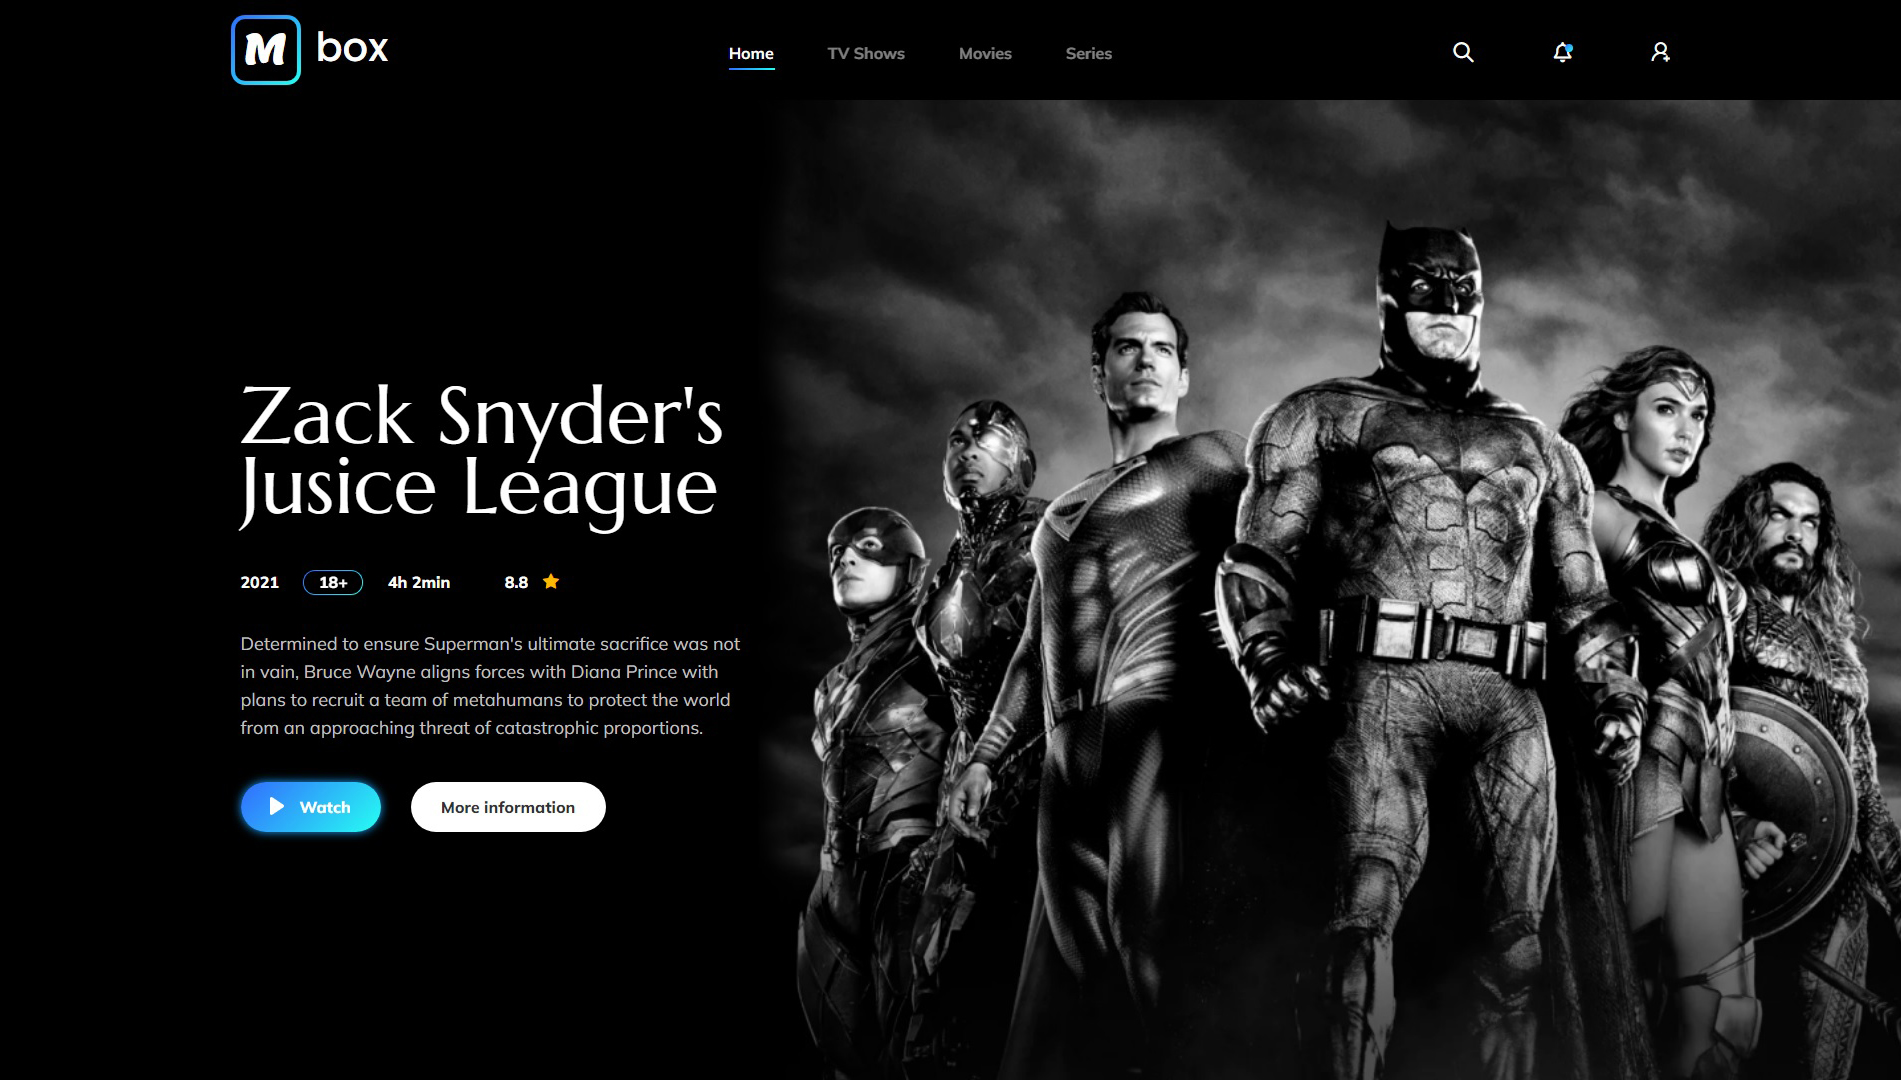 M box
Home TV Shows Movies Series
Zack Snyder's
Jusice League
2021 18+ 4h 2min 8.8
Determined to ensure Superman's ultimate sacrifice was not
in vain, Bruce Wayne aligns forces with Diana Prince with
plans to recruit a team of metahumans to protect the world
from an approaching threat of catastrophic proportions.
Watch More information